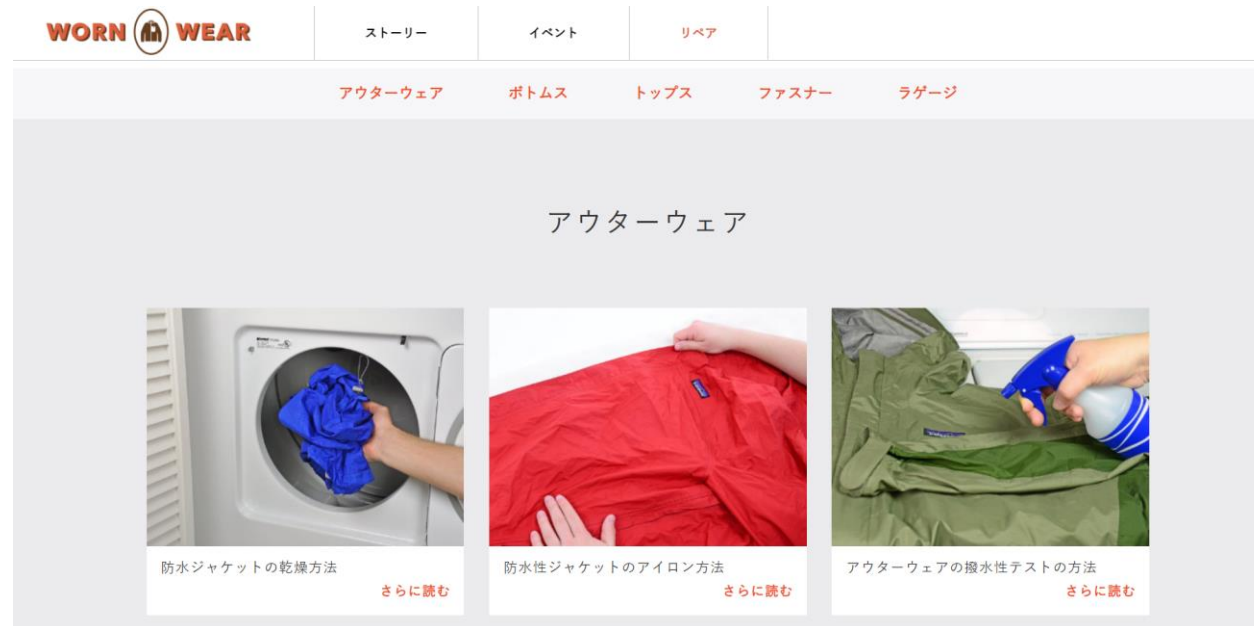 WORN WEAR
ストーリー
イベント
リペア
アウターウェア
ボトムス
トップス
ファスナー
ラゲージ
アウターウェア
防水ジャケットの乾燥方法
さらに読む
防水性ジャケットのアイロン方法
さらに読む
アウターウェアの撥水性テストの方法
さらに読む